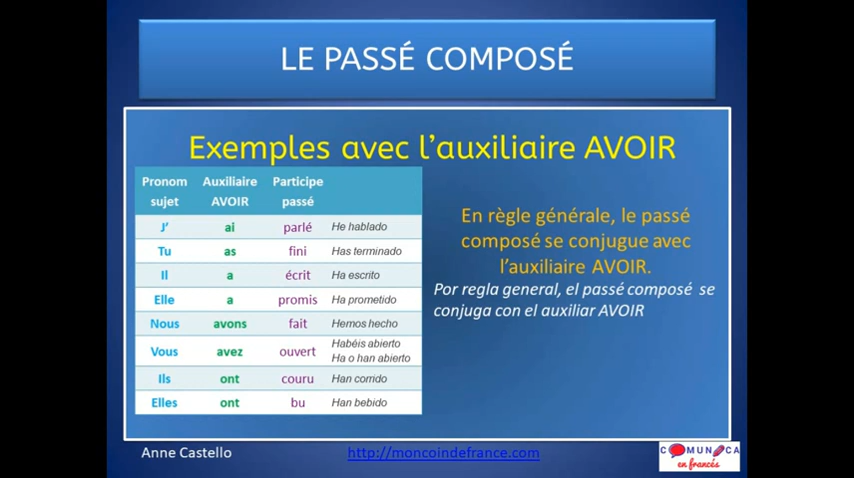 LE PASSÉ COMPOSÉ
Exemples avec l'auxiliaire AVOIR
Pronom sujet Auxiliaire AVOIR Participe passé
J' ai parlé He hablado
Tu as fini Has terminado
Il a écrit Ha escrito
Elle a promis Ha prometido
Nous avons fait Hemos hecho
Vous avez ouvert Habéis abierto
Ha o han abierto
Ils ont couru Han corrido
Elles ont bu Han bebido
En règle générale, le passé
composé se conjugue avec
l'auxiliaire AVOIR.
Por regla general, el passé composé se
conjuga con el auxiliar AVOIR
Anne Castello
http://moncoindefrance.com
COMUNICA
en francés